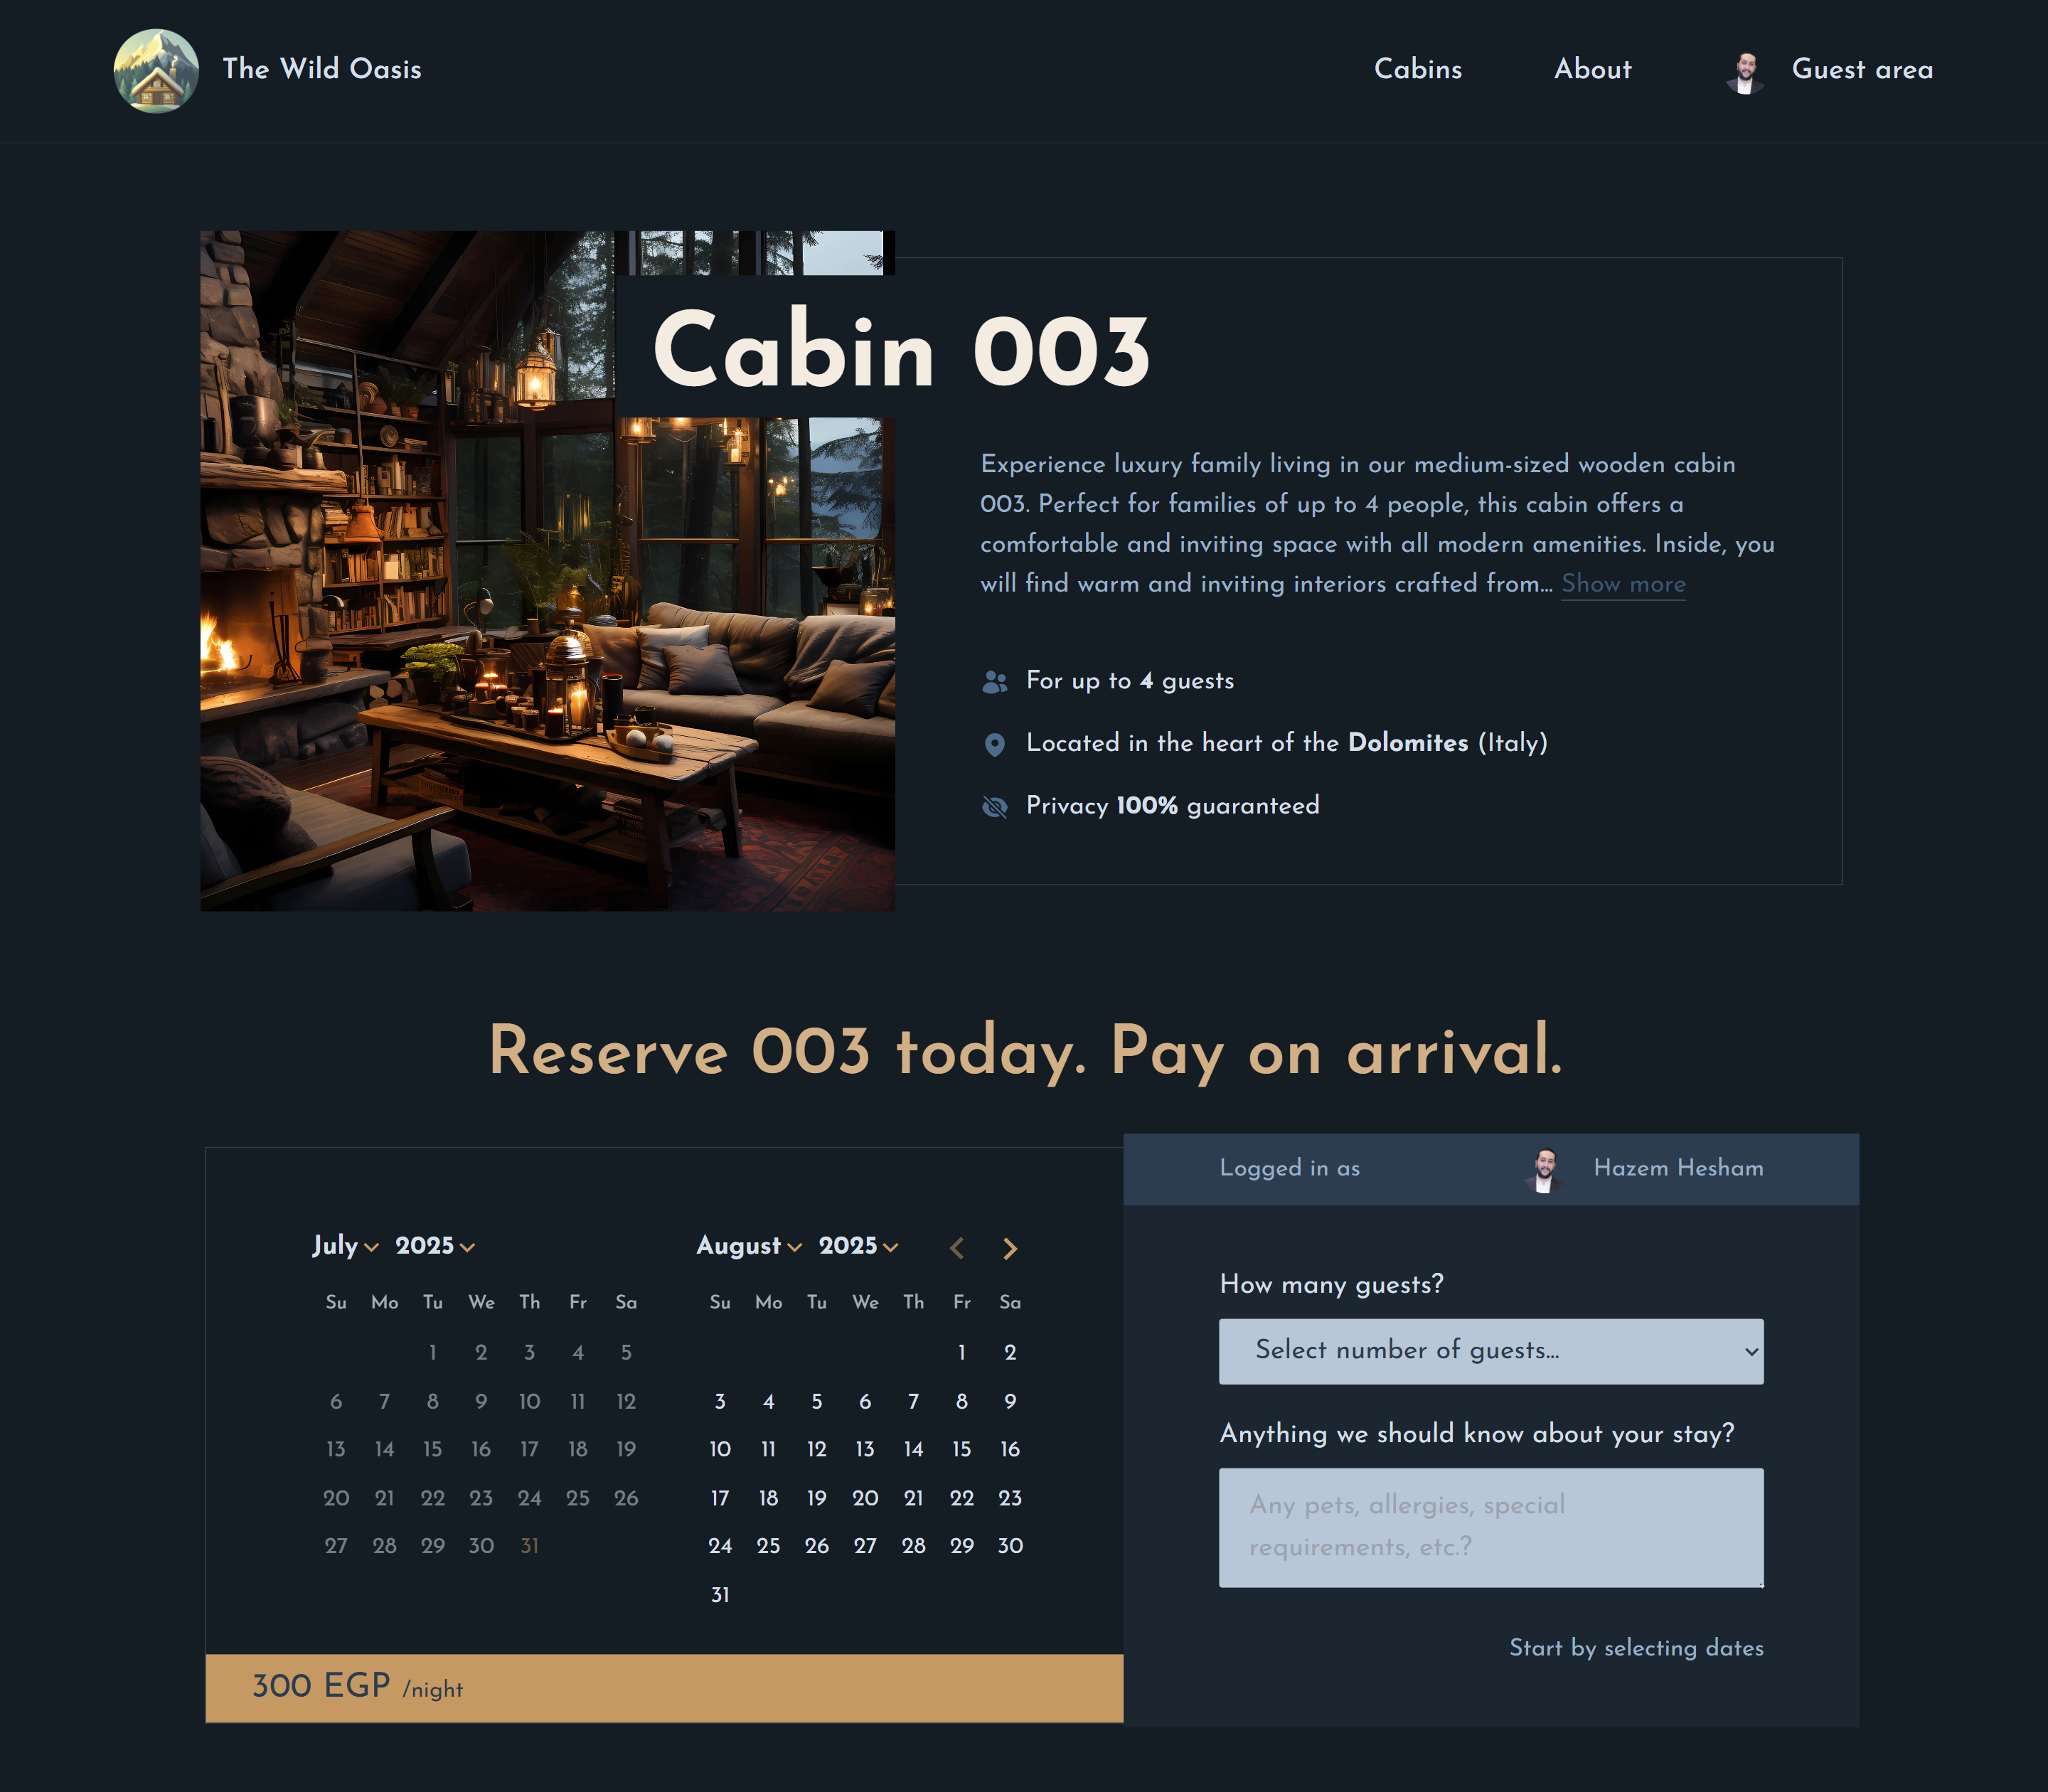 The Wild Oasis
Cabins
About
Guest area
Cabin 003
Experience luxury family living in our medium-sized wooden cabin
003. Perfect for families of up to 4 people, this cabin offers a
comfortable and inviting space with all modern amenities. Inside, you
will find warm and inviting interiors crafted from... Show more
For up to 4 guests
Located in the heart of the Dolomites (Italy)
Privacy 100% guaranteed
Reserve 003 today. Pay on arrival.
July 2025
Su Mo Tu We Th Fr Sa
1 2 3 4 5
6 7 8 9 10 11 12
13 14 15 16 17 18 19
20 21 22 23 24 25 26
27 28 29 30 31
August 2025
Su Mo Tu We Th Fr Sa
1 2
3 4 5 6 7 8 9
10 11 12 13 14 15 16
17 18 19 20 21 22 23
24 25 26 27 28 29 30
31
300 EGP /night
Logged in as
Hazem Hesham
How many guests?
Select number of guests...
Anything we should know about your stay?
Any pets, allergies, special
requirements, etc.?
Start by selecting dates